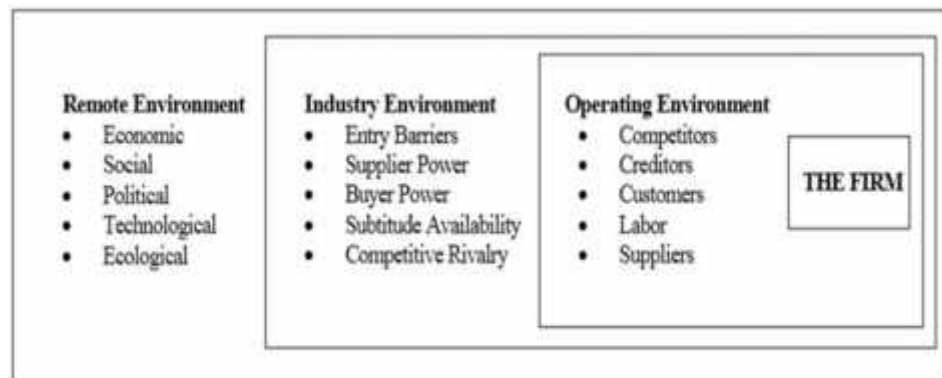 Remote Environment
• Economic
• Social
• Political
• Technological
• Ecological
Industry Environment
• Entry Barriers
• Supplier Power
• Buyer Power
• Subtitude Availability
• Competitive Rivalry
Operating Environment
• Competitors
• Creditors
• Customers
• Labor
• Suppliers
THE FIRM